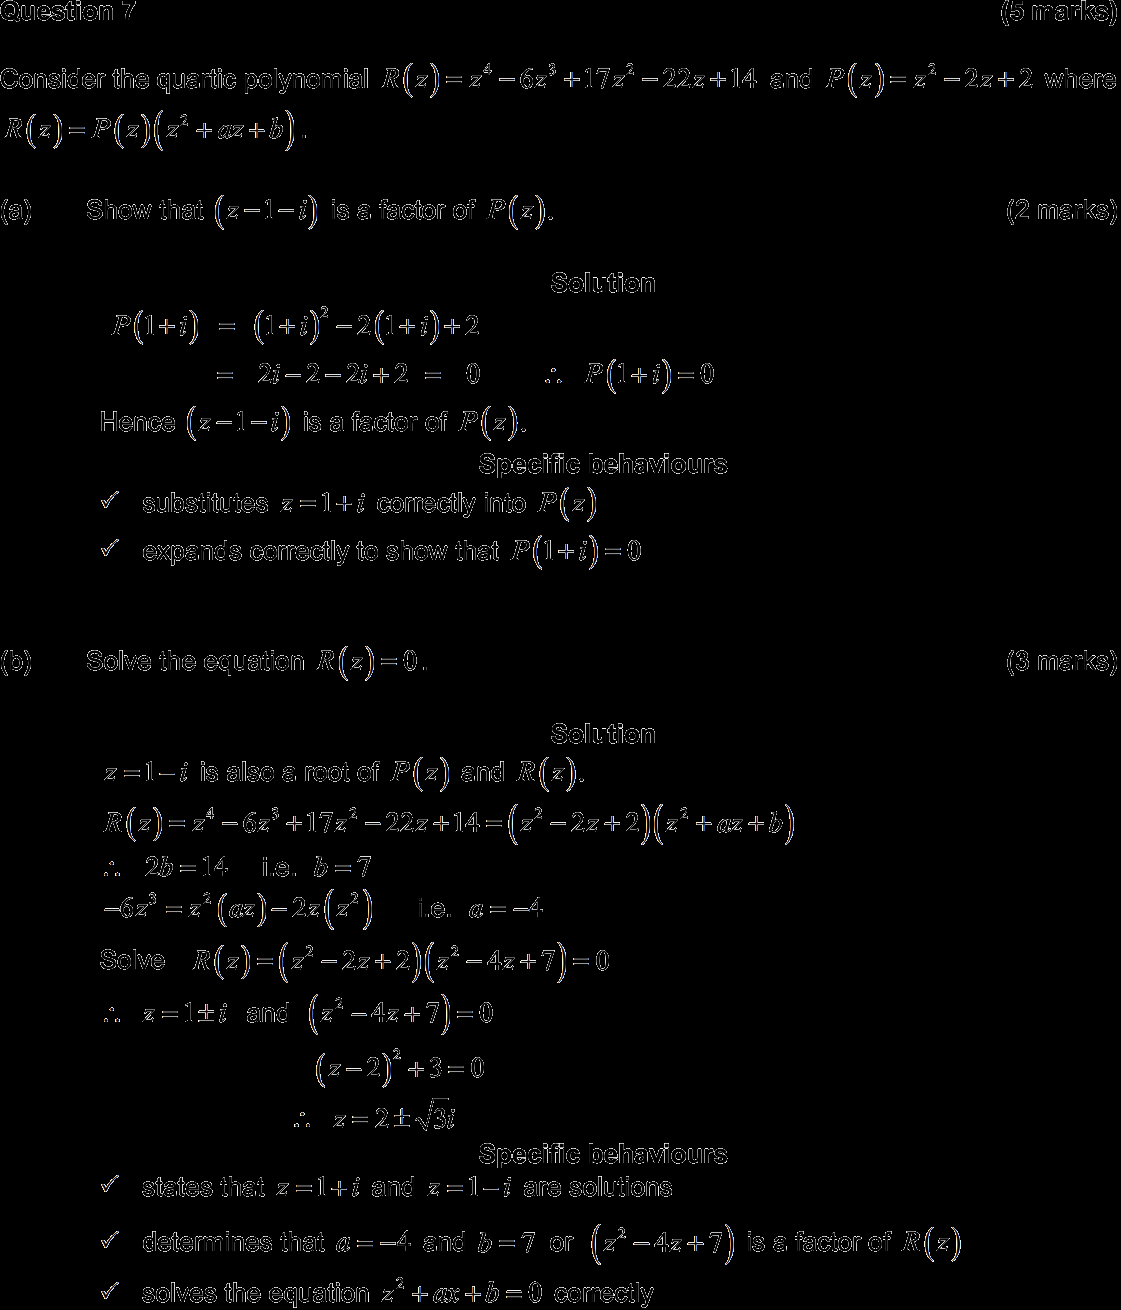 Question 7 (5 marks)
Consider the quartic polynomial R(z) = z⁴ − 6z³ + 17z² − 22z + 14 and P(z) = z² − 2z + 2 where
R(z) = P(z)(z² + az + b).
(a) Show that (z − 1 − i) is a factor of P(z). (2 marks)
Solution
P(1 + i) = (1 + i)² − 2(1 + i) + 2
= 2i − 2 − 2i + 2 = 0 ∴ P(1 + i) = 0
Hence (z − 1 − i) is a factor of P(z).
Specific behaviours
✓ substitutes z = 1 + i correctly into P(z)
✓ expands correctly to show that P(1 + i) = 0
(b) Solve the equation R(z) = 0. (3 marks)
Solution
z = 1 − i is also a root of P(z) and R(z).
R(z) = z⁴ − 6z³ + 17z² − 22z + 14 = (z² − 2z + 2)(z² + az + b)
∴ 2b = 14 i.e. b = 7
−6z³ = z²(az) − 2z(z²) i.e. a = −4
Solve R(z) = (z² − 2z + 2)(z² − 4z + 7) = 0
∴ z = 1 ± i and (z² − 4z + 7) = 0
(z − 2)² + 3 = 0
∴ z = 2 ± √3i
Specific behaviours
✓ states that z = 1 + i and z = 1 − i are solutions
✓ determines that a = −4 and b = 7 or (z² − 4z + 7) is a factor of R(z)
✓ solves the equation z² + ax + b = 0 correctly